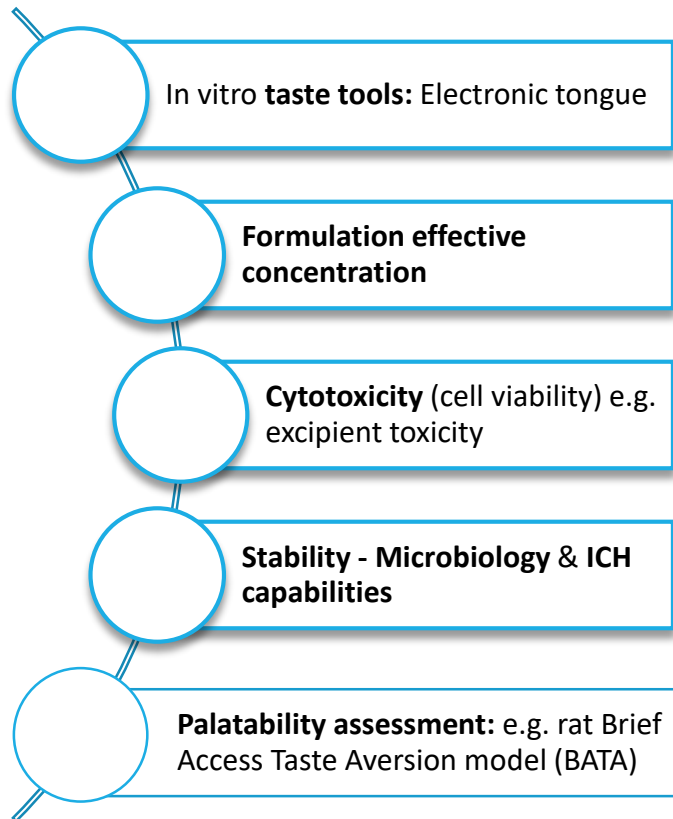 In vitro taste tools: Electronic tongue
Formulation effective
concentration
Cytotoxicity (cell viability) e.g.
excipient toxicity
Stability - Microbiology & ICH
capabilities
Palatability assessment: e.g. rat Brief
Access Taste Aversion model (BATA)